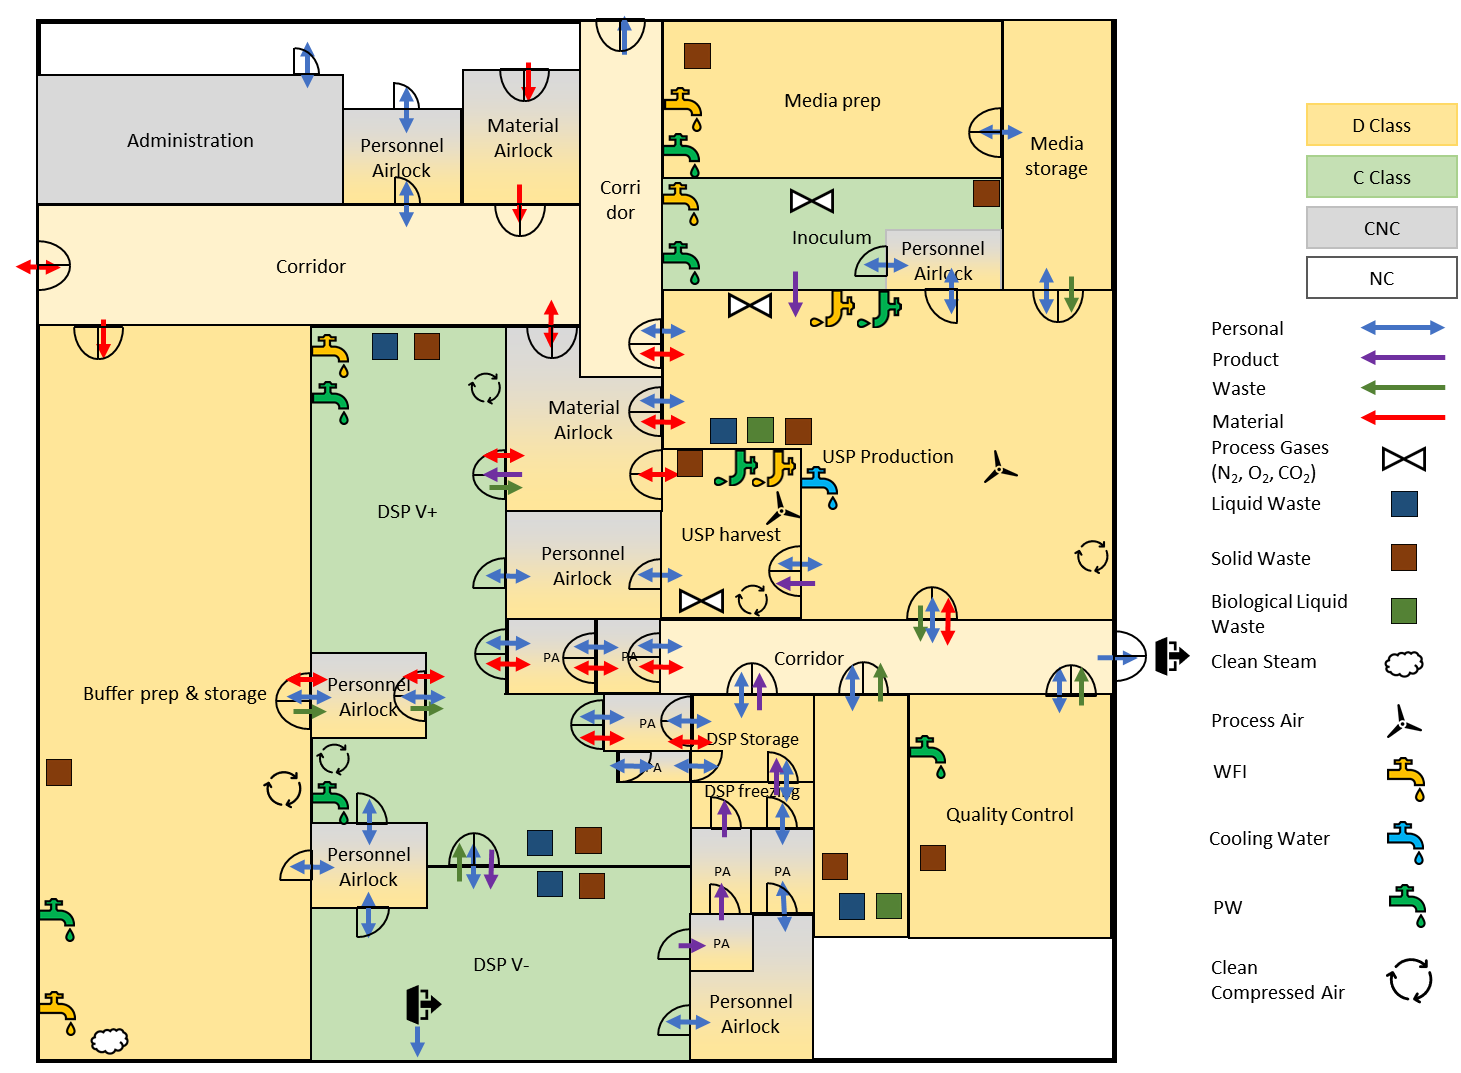 Administration
Personnel
Airlock
Material
Airlock
Corri
dor
Media prep
Media
storage
Inoculum
Personnel
Airlock
Corridor
Material
Airlock
USP Production
DSP V+
USP harvest
Personnel
Airlock
PA
PA
Corridor
Buffer prep & storage
Personnel
Airlock
PA
DSP Storage
PA
DSP freezing
Quality Control
Personnel
Airlock
PA
PA
PA
DSP V-
Personnel
Airlock
D Class
C Class
CNC
NC
Personal
Product
Waste
Material
Process Gases
(N₂, O₂, CO₂)
Liquid Waste
Solid Waste
Biological Liquid
Waste
Clean Steam
Process Air
WFI
Cooling Water
PW
Clean
Compressed Air